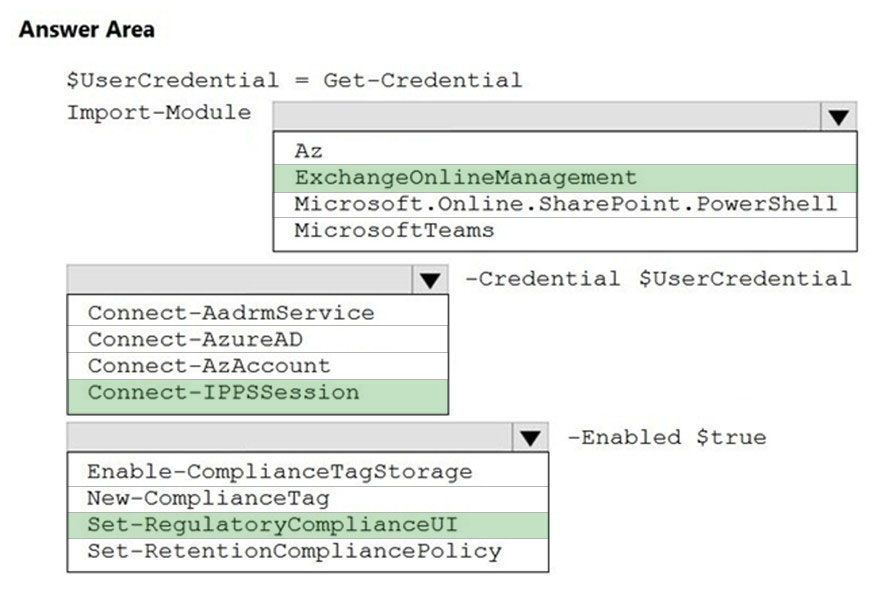 Answer Area
$UserCredential = Get-Credential
Import-Module
Az
ExchangeOnlineManagement
Microsoft.Online.SharePoint.PowerShell
MicrosoftTeams
-Credential $UserCredential
Connect-AadrmService
Connect-AzureAD
Connect-AzAccount
Connect-IPPSSession
-Enabled $true
Enable-ComplianceTagStorage
New-ComplianceTag
Set-RegulatoryComplianceUI
Set-RetentionCompliancePolicy